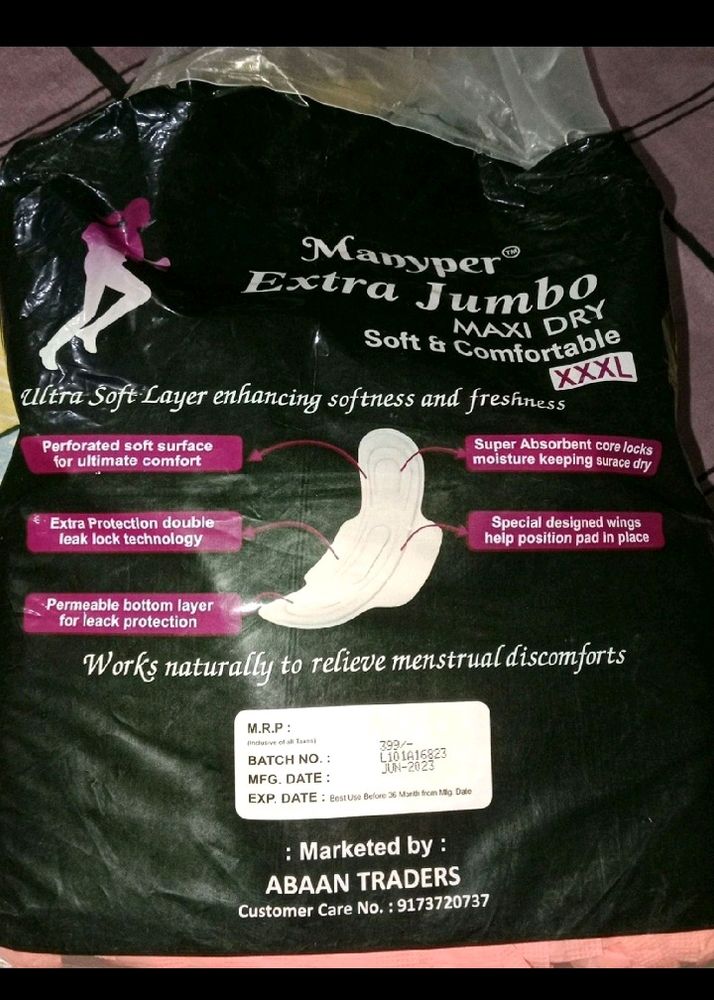 Manyper™
Extra Jumbo
MAXI DRY
Soft & Comfortable
XXXL
Ultra Soft Layer enhancing softness and freshness
Perforated soft surface
for ultimate comfort
Super Absorbent core locks
moisture keeping surace dry
Extra Protection double
leak lock technology
Special designed wings
help position pad in place
Permeable bottom layer
for leack protection
Works naturally to relieve menstrual discomforts
M.R.P :
(Inclusive of all Taxes)
399/-
BATCH NO. : L101A16823
MFG. DATE : JUN-2023
EXP. DATE : Best Use Before 36 Month from Mfg. Date
: Marketed by :
ABAAN TRADERS
Customer Care No. : 9173720737